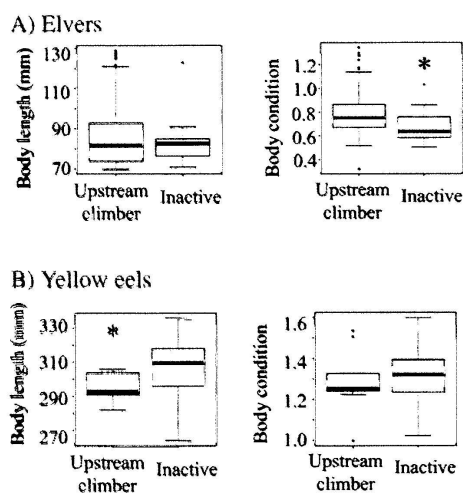 A) Elvers
Body length (mm)
130
110
90
70
Upstream climber
Inactive
Body condition
1.2
1.0
0.8
0.6
0.4
*
Upstream climber
Inactive
B) Yellow eels
Body length (mm)
330
310
290
270
*
Upstream climber
Inactive
Body condition
1.6
1.4
1.2
1.0
Upstream climber
Inactive